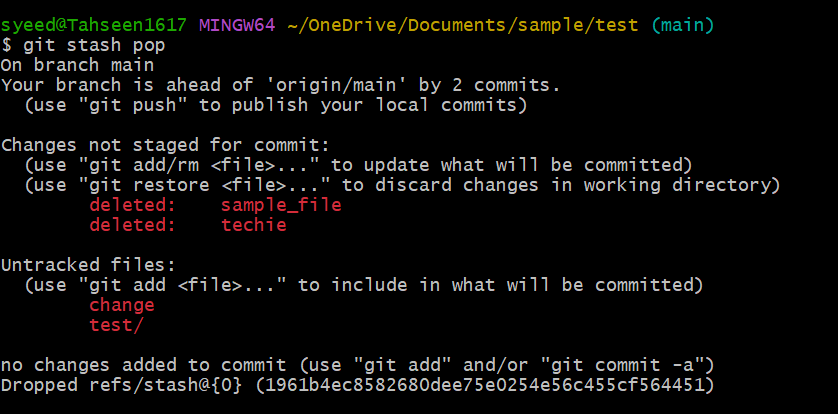 syeed@Tahseen1617 MINGW64 ~/OneDrive/Documents/sample/test (main)
$ git stash pop
On branch main
Your branch is ahead of 'origin/main' by 2 commits.
  (use "git push" to publish your local commits)

Changes not staged for commit:
  (use "git add/rm <file>..." to update what will be committed)
  (use "git restore <file>..." to discard changes in working directory)
        deleted:    sample_file
        deleted:    techie

Untracked files:
  (use "git add <file>..." to include in what will be committed)
        change
        test/

no changes added to commit (use "git add" and/or "git commit -a")
Dropped refs/stash@{0} (1961b4ec8582680dee75e0254e56c455cf564451)